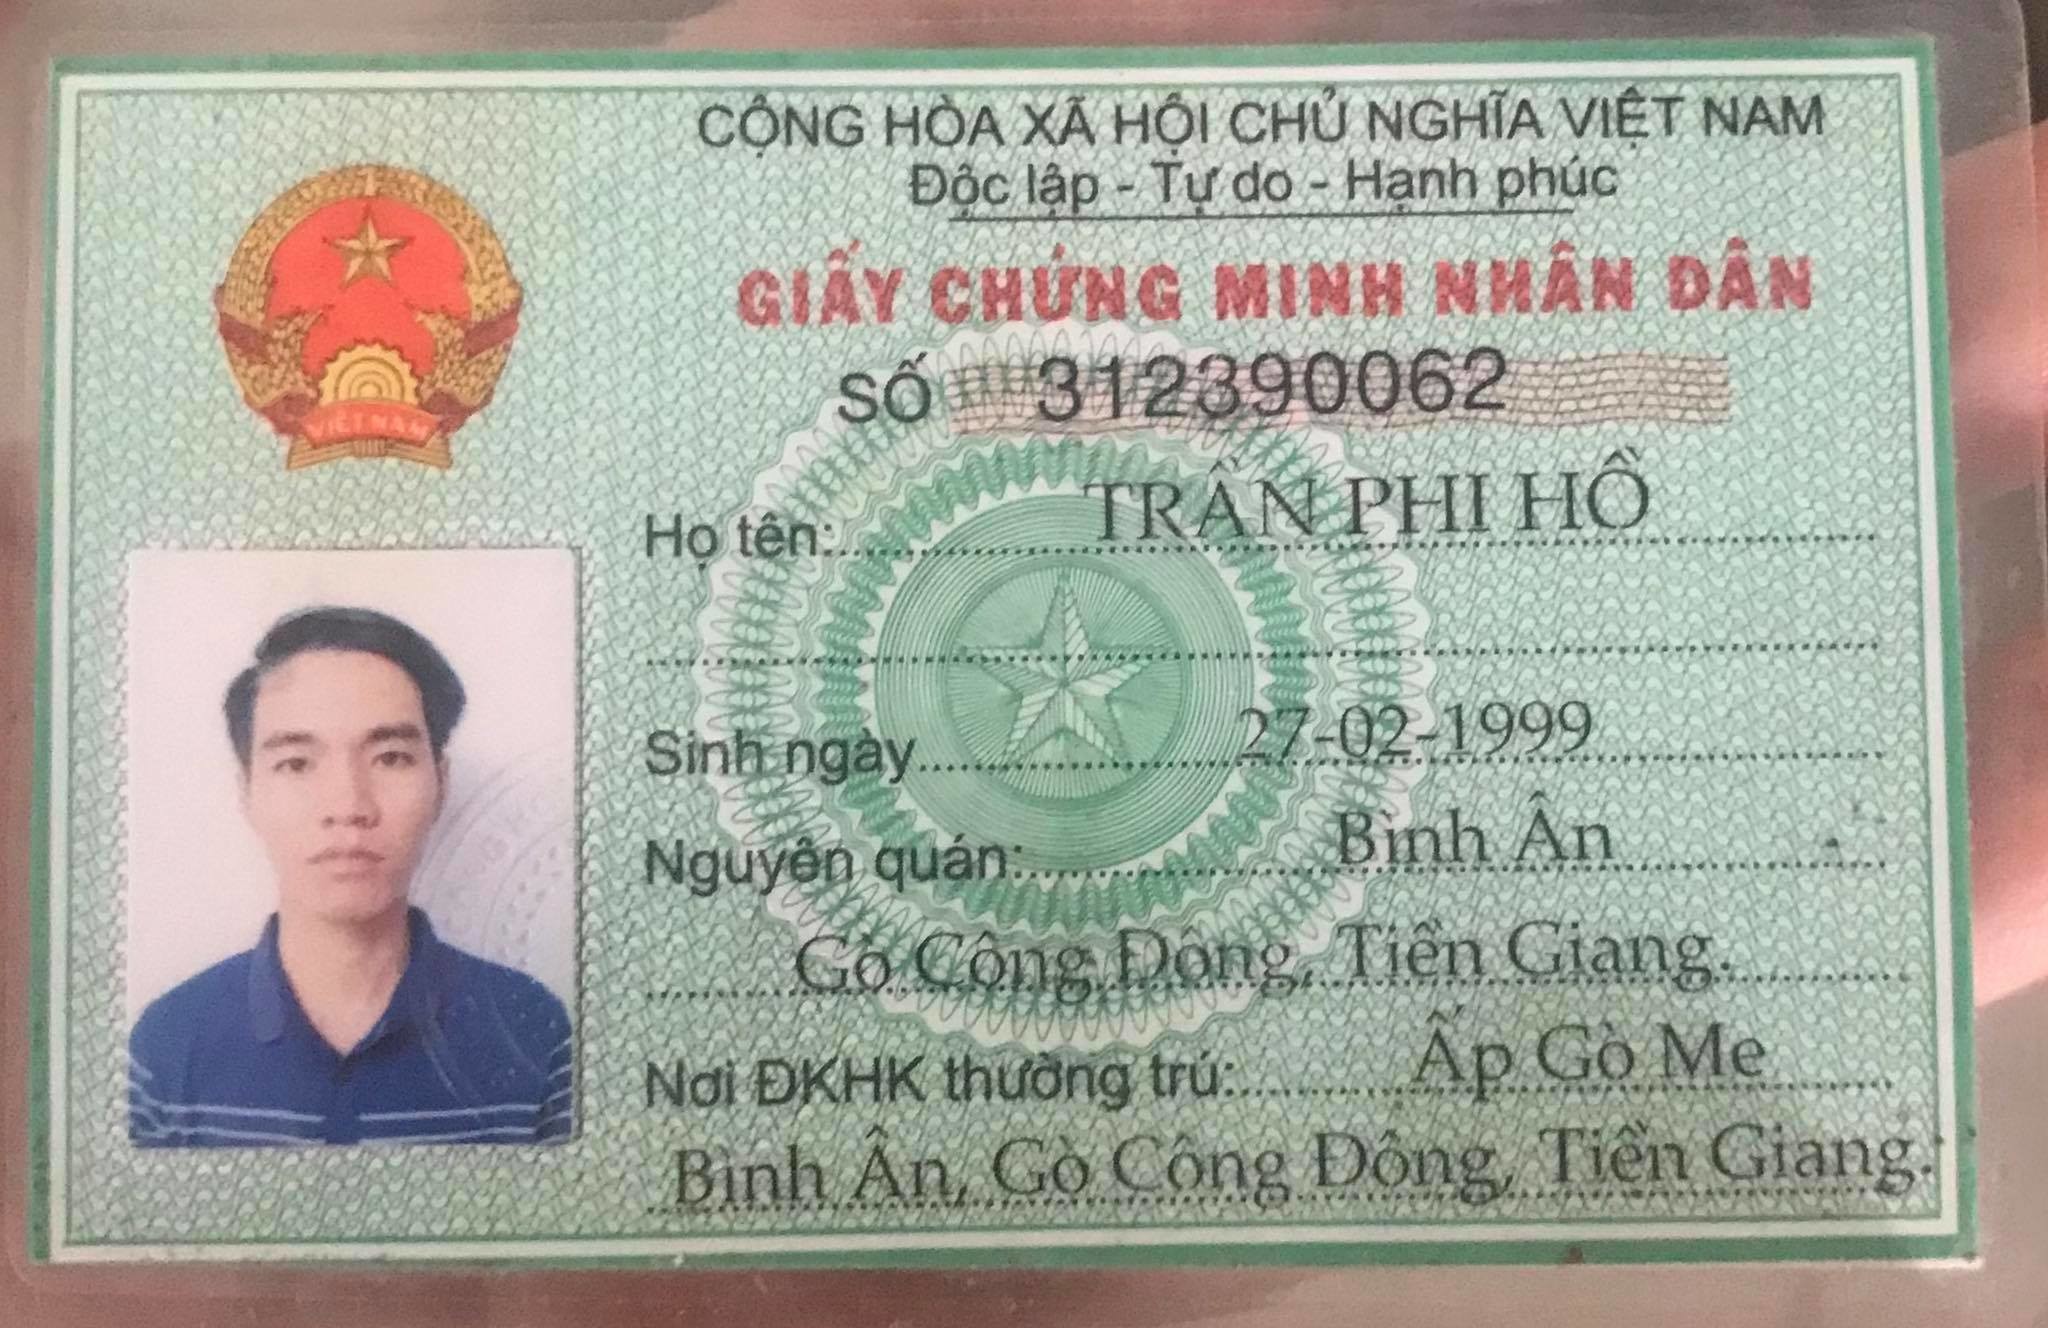 CỘNG HÒA XÃ HỘI CHỦ NGHĨA VIỆT NAM
Độc lập - Tự do - Hạnh phúc
GIẤY CHỨNG MINH NHÂN DÂN
VIỆT NAM
SỐ 312390062
Họ tên: TRẦN PHI HỒ
Sinh ngày 27-02-1999
Nguyên quán: Bình Ân
Gò Công Đông, Tiền Giang.
Nơi ĐKHK thường trú: Ấp Gò Me
Bình Ân, Gò Công Đông, Tiền Giang.